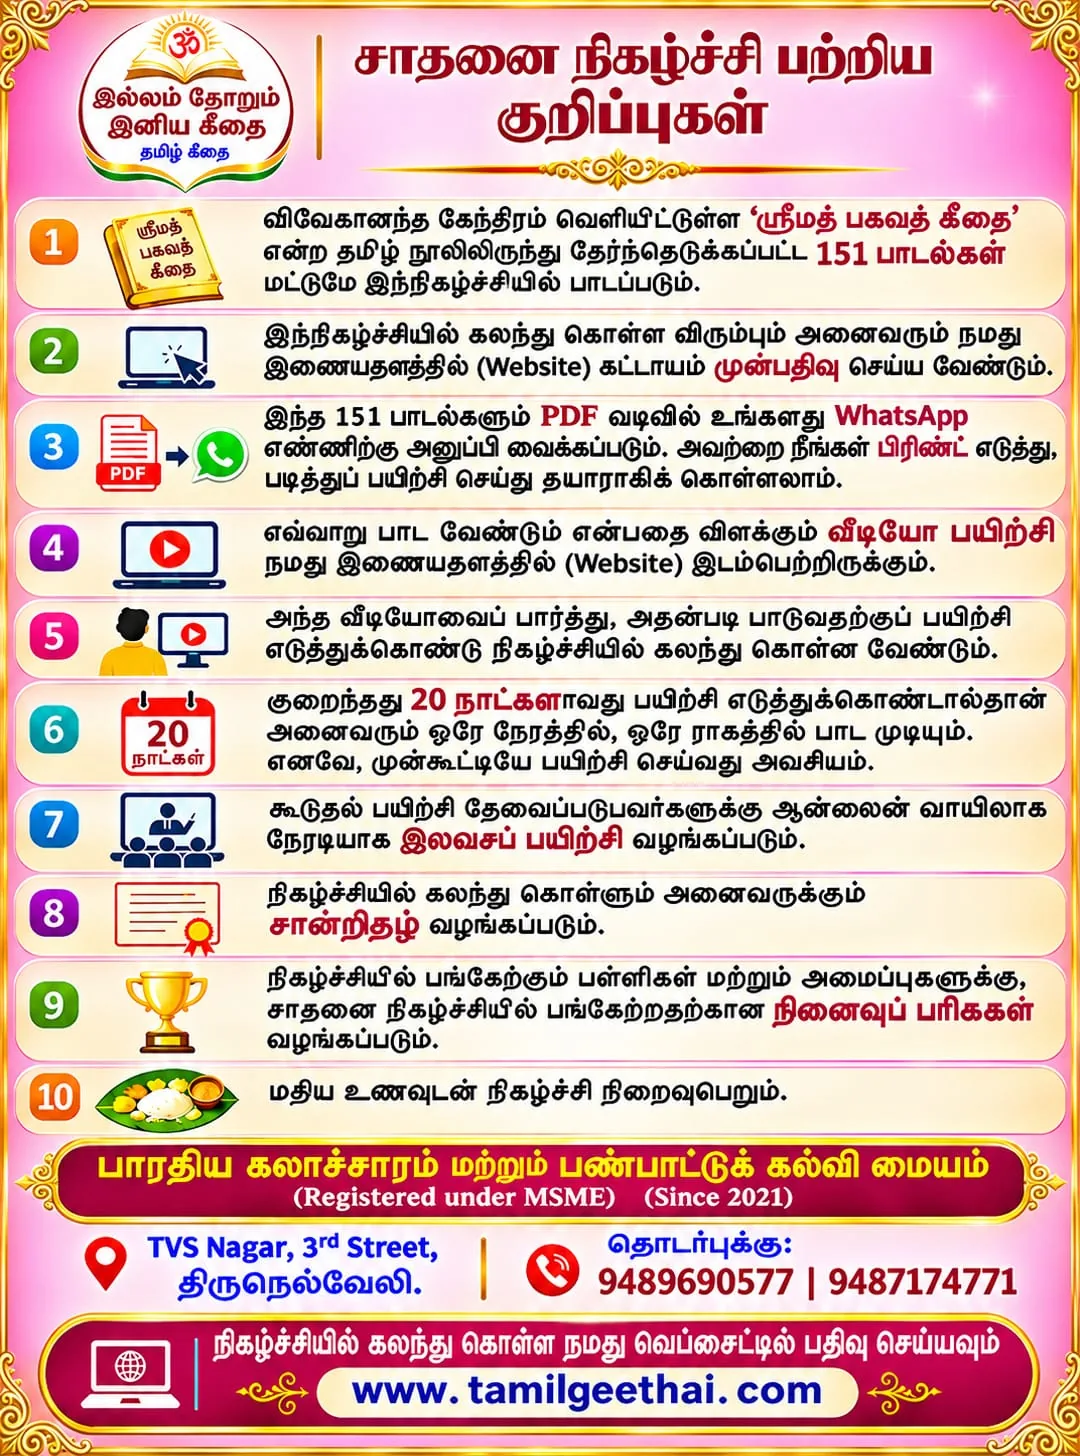 ॐ
இல்லம் தோறும்
இனிய கீதை
தமிழ் கீதை
சாதனை நிகழ்ச்சி பற்றிய
குறிப்புகள்
1
ஸ்ரீமத்
பகவத்
கீதை
விவேகானந்த கேந்திரம் வெளியிட்டுள்ள ‘ஸ்ரீமத் பகவத் கீதை’
என்ற தமிழ் நூலிலிருந்து தேர்ந்தெடுக்கப்பட்ட 151 பாடல்கள்
மட்டுமே இந்நிகழ்ச்சியில் பாடப்படும்.
2
இந்நிகழ்ச்சியில் கலந்து கொள்ள விரும்பும் அனைவரும் நமது
இணையதளத்தில் (Website) கட்டாயம் முன்பதிவு செய்ய வேண்டும்.
3
PDF
இந்த 151 பாடல்களும் PDF வடிவில் உங்களது WhatsApp
எண்ணிற்கு அனுப்பி வைக்கப்படும். அவற்றை நீங்கள் பிரிண்ட் எடுத்து,
படித்துப் பயிற்சி செய்து தயாராகிக் கொள்ளலாம்.
4
எவ்வாறு பாட வேண்டும் என்பதை விளக்கும் வீடியோ பயிற்சி
நமது இணையதளத்தில் (Website) இடம்பெற்றிருக்கும்.
5
அந்த வீடியோவைப் பார்த்து, அதன்படி பாடுவதற்குப் பயிற்சி
எடுத்துக்கொண்டு நிகழ்ச்சியில் கலந்து கொள்ன வேண்டும்.
6
20
நாட்கள்
குறைந்தது 20 நாட்களாவது பயிற்சி எடுத்துக்கொண்டால்தான்
அனைவரும் ஒரே நேரத்தில், ஒரே ராகத்தில் பாட முடியும்.
எனவே, முன்கூட்டியே பயிற்சி செய்வது அவசியம்.
7
கூடுதல் பயிற்சி தேவைப்படுபவர்களுக்கு ஆன்லைன் வாயிலாக
நேரடியாக இலவசப் பயிற்சி வழங்கப்படும்.
8
நிகழ்ச்சியில் கலந்து கொள்ளும் அனைவருக்கும்
சான்றிதழ் வழங்கப்படும்.
9
நிகழ்ச்சியில் பங்கேற்கும் பள்ளிகள் மற்றும் அமைப்புகளுக்கு,
சாதனை நிகழ்ச்சியில் பங்கேற்றதற்கான நினைவுப் பரிககள்
வழங்கப்படும்.
10
மதிய உணவுடன் நிகழ்ச்சி நிறைவுபெறும்.
பாரதிய கலாச்சாரம் மற்றும் பண்பாட்டுக் கல்வி மையம்
(Registered under MSME) (Since 2021)
TVS Nagar, 3rd Street,
திருநெல்வேலி.
தொடர்புக்கு:
9489690577 | 9487174771
நிகழ்ச்சியில் கலந்து கொள்ள நமது வெப்சைட்டில் பதிவு செய்யவும்
www. tamilgeethai. com